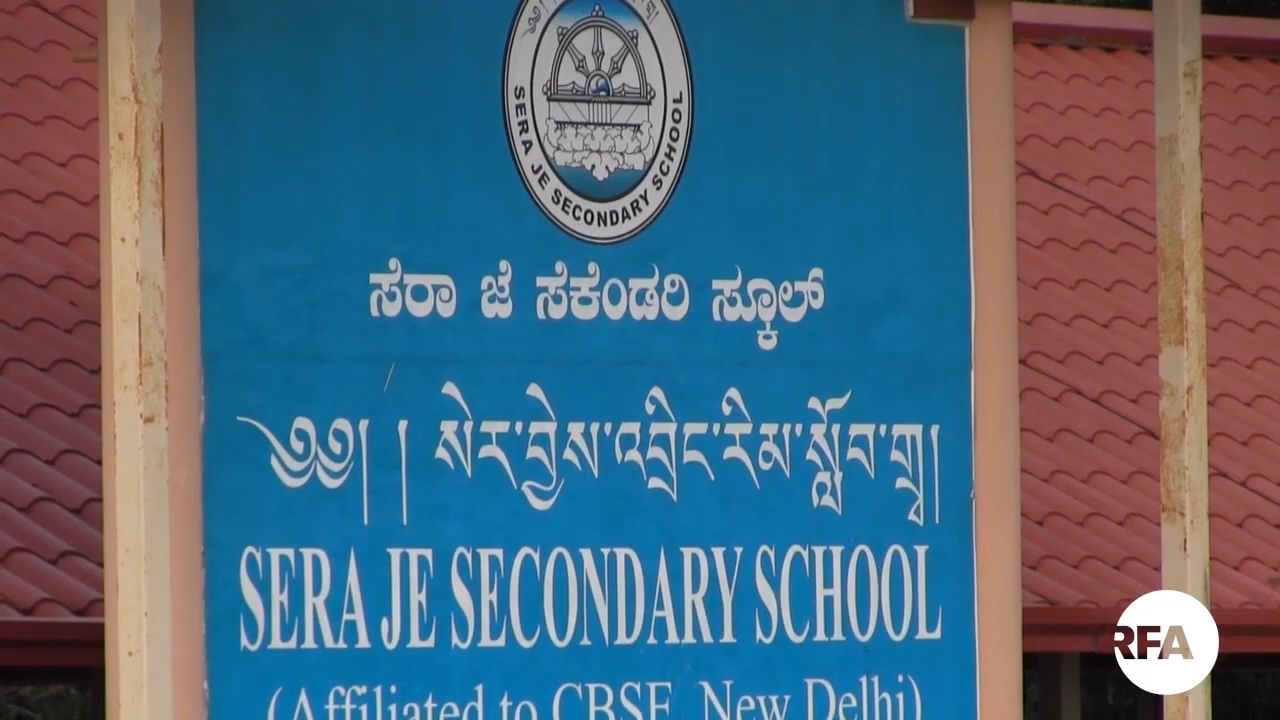 SERA JE SECONDARY SCHOOL
ಸೆರಾ ಜೆ ಸೆಕೆಂಡರಿ ಸ್ಕೂಲ್
༄༅། །སེར་བྱེས་འབྲིང་རིམ་སློབ་གྲྭ།
SERA JE SECONDARY SCHOOL
(Affiliated to CBSE, New Delhi)
RFA